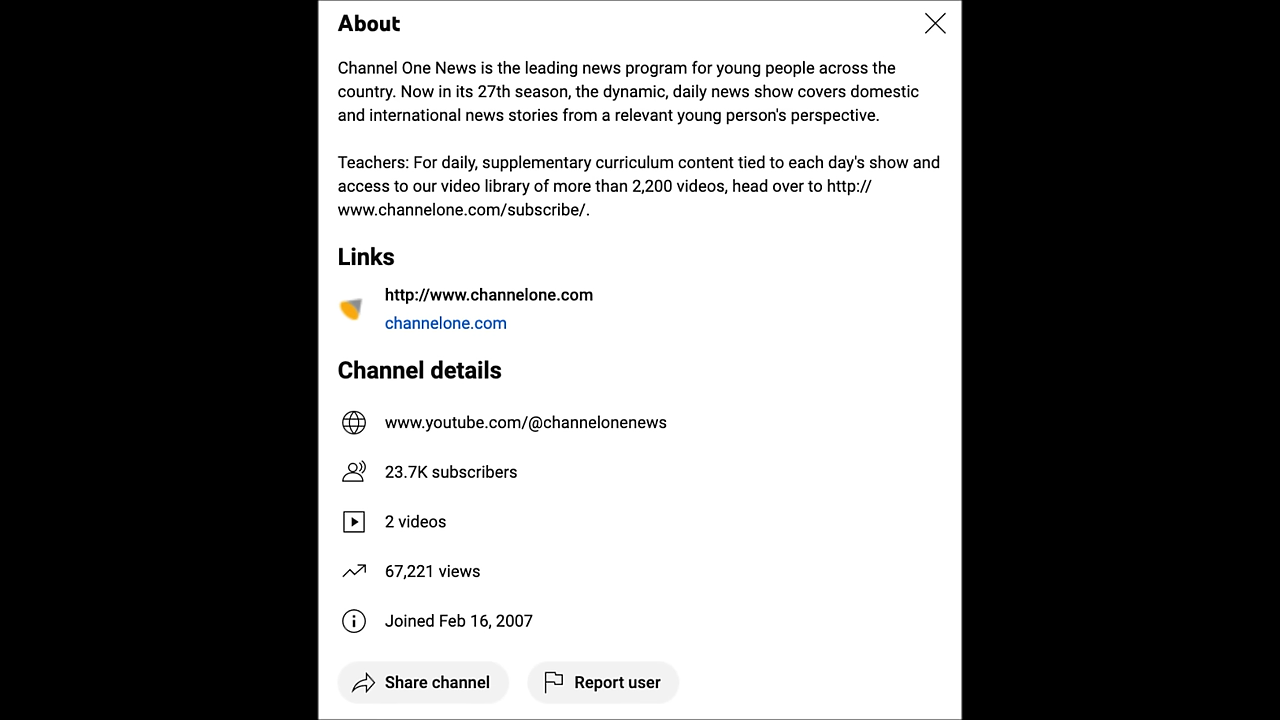 About
Channel One News is the leading news program for young people across the
country. Now in its 27th season, the dynamic, daily news show covers domestic
and international news stories from a relevant young person's perspective.
Teachers: For daily, supplementary curriculum content tied to each day's show and
access to our video library of more than 2,200 videos, head over to http://
www.channelone.com/subscribe/.
Links
http://www.channelone.com
channelone.com
Channel details
www.youtube.com/@channelonenews
23.7K subscribers
2 videos
67,221 views
Joined Feb 16, 2007
Share channel
Report user